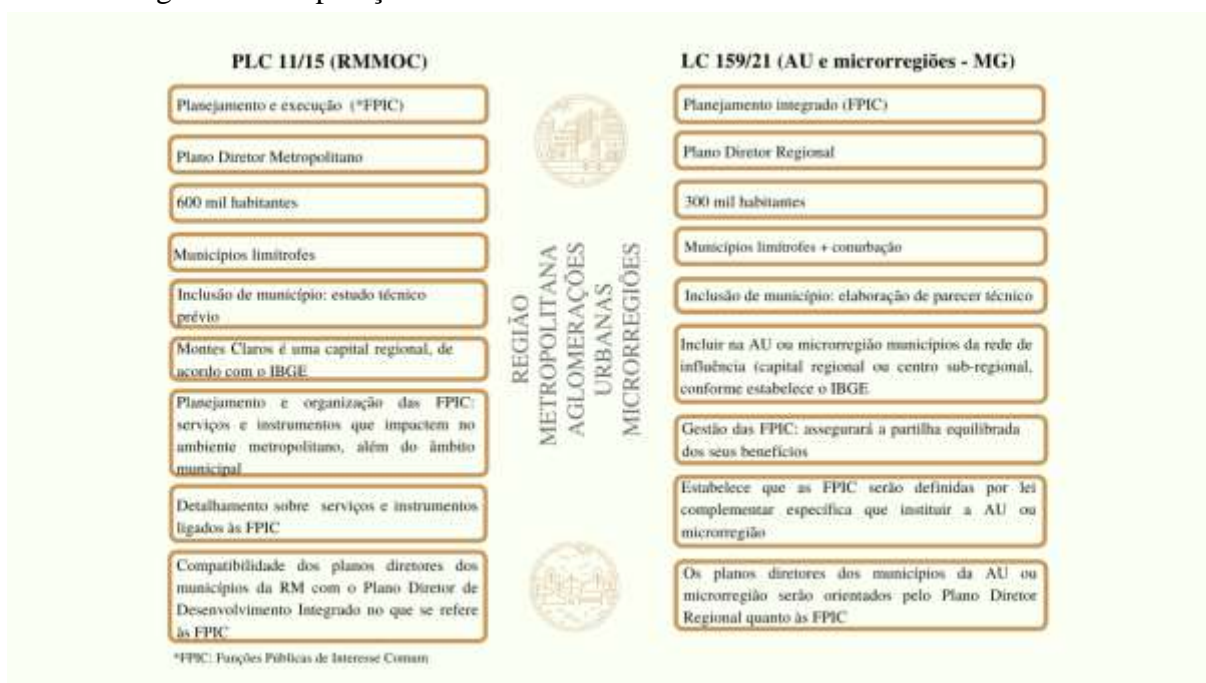 PLC 11/15 (RMMOC)
Planejamento e execução (*FPIC)
Plano Diretor Metropolitano
600 mil habitantes
Municípios limítrofes
Inclusão de município: estudo técnico
prévio
Montes Claros é uma capital regional, de
acordo com o IBGE
Planejamento e organização das FPIC:
serviços e instrumentos que impactem no
ambiente metropolitano, além do âmbito
municipal
Detalhamento sobre serviços e instrumentos
ligados às FPIC
Compatibilidade dos planos diretores dos
municípios da RM com o Plano Diretor de
Desenvolvimento Integrado no que se refere
às FPIC
*FPIC: Funções Públicas de Interesse Comum
REGIÃO
METROPOLITANA
AGLOMERAÇÕES
URBANAS
MICRORREGIÕES
LC 159/21 (AU e microrregiões - MG)
Planejamento integrado (FPIC)
Plano Diretor Regional
300 mil habitantes
Municípios limítrofes + conurbação
Inclusão de município: elaboração de parecer técnico
Incluir na AU ou microrregião municípios da rede de
influência (capital regional ou centro sub-regional,
conforme estabelece o IBGE
Gestão das FPIC: assegurará a partilha equilibrada
dos seus benefícios
Estabelece que as FPIC serão definidas por lei
complementar específica que instituir a AU ou
microrregião
Os planos diretores dos municípios da AU ou
microrregião serão orientados pelo Plano Diretor
Regional quanto às FPIC